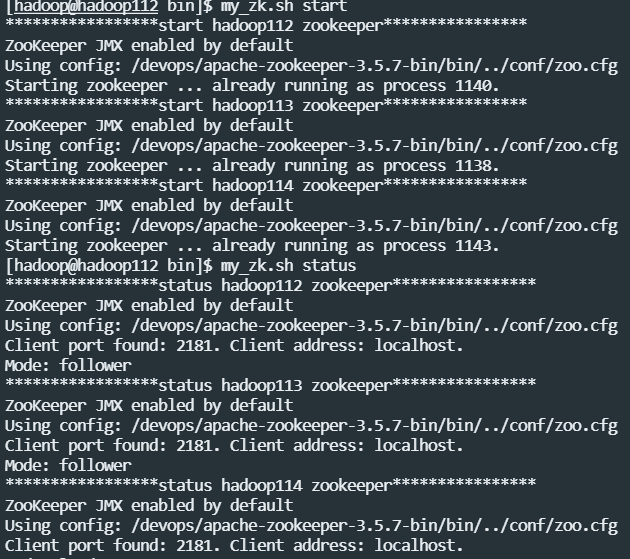 [hadoop@hadoop112 bin]$ my_zk.sh start
*****************start hadoop112 zookeeper****************
ZooKeeper JMX enabled by default
Using config: /devops/apache-zookeeper-3.5.7-bin/bin/../conf/zoo.cfg
Starting zookeeper ... already running as process 1140.
*****************start hadoop113 zookeeper****************
ZooKeeper JMX enabled by default
Using config: /devops/apache-zookeeper-3.5.7-bin/bin/../conf/zoo.cfg
Starting zookeeper ... already running as process 1138.
*****************start hadoop114 zookeeper****************
ZooKeeper JMX enabled by default
Using config: /devops/apache-zookeeper-3.5.7-bin/bin/../conf/zoo.cfg
Starting zookeeper ... already running as process 1143.
[hadoop@hadoop112 bin]$ my_zk.sh status
*****************status hadoop112 zookeeper****************
ZooKeeper JMX enabled by default
Using config: /devops/apache-zookeeper-3.5.7-bin/bin/../conf/zoo.cfg
Client port found: 2181. Client address: localhost.
Mode: follower
*****************status hadoop113 zookeeper****************
ZooKeeper JMX enabled by default
Using config: /devops/apache-zookeeper-3.5.7-bin/bin/../conf/zoo.cfg
Client port found: 2181. Client address: localhost.
Mode: follower
*****************status hadoop114 zookeeper****************
ZooKeeper JMX enabled by default
Using config: /devops/apache-zookeeper-3.5.7-bin/bin/../conf/zoo.cfg
Client port found: 2181. Client address: localhost.